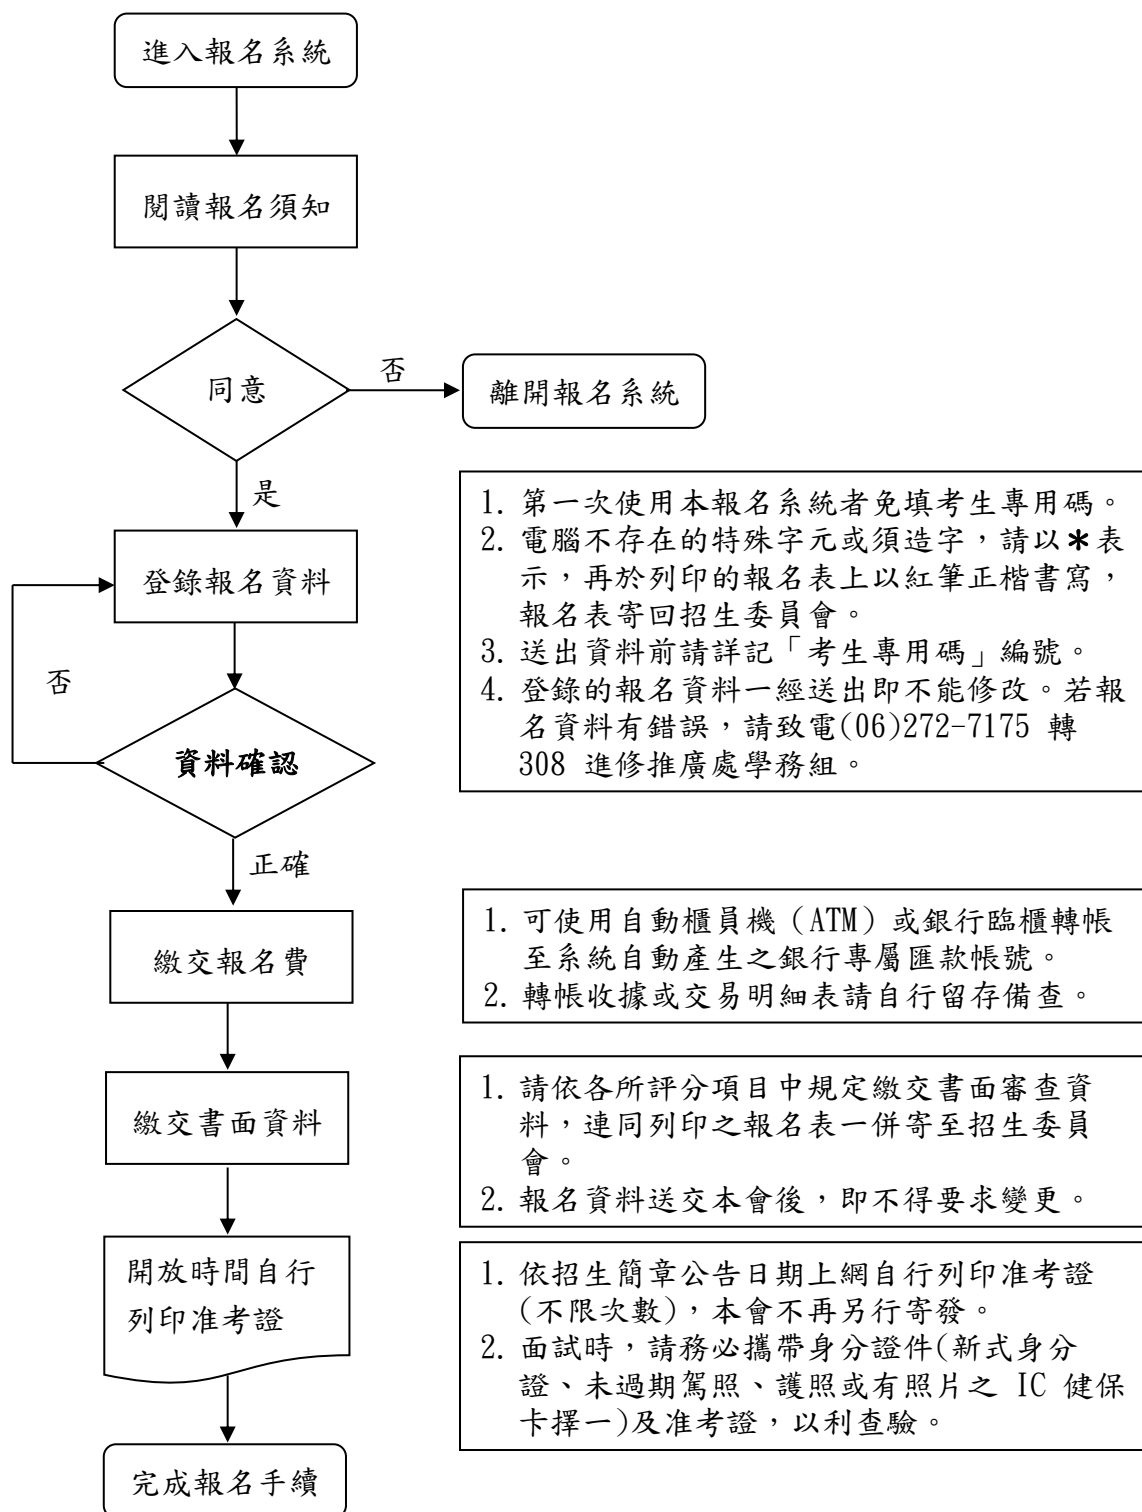 進入報名系統
閱讀報名須知
同意
否
離開報名系統
是
登錄報名資料
否
資料確認
正確
1. 第一次使用本報名系統者免填考生專用碼。
2. 電腦不存在的特殊字元或須造字，請以＊表
示，再於列印的報名表上以紅筆正楷書寫，
報名表寄回招生委員會。
3. 送出資料前請詳記「考生專用碼」編號。
4. 登錄的報名資料一經送出即不能修改。若報
名資料有錯誤，請致電(06)272-7175 轉
308 進修推廣處學務組。
繳交報名費
1. 可使用自動櫃員機（ATM）或銀行臨櫃轉帳
至系統自動產生之銀行專屬匯款帳號。
2. 轉帳收據或交易明細表請自行留存備查。
繳交書面資料
1. 請依各所評分項目中規定繳交書面審查資
料，連同列印之報名表一併寄至招生委員
會。
2. 報名資料送交本會後，即不得要求變更。
開放時間自行
列印准考證
1. 依招生簡章公告日期上網自行列印准考證
(不限次數)，本會不再另行寄發。
2. 面試時，請務必攜帶身分證件(新式身分
證、未過期駕照、護照或有照片之 IC 健保
卡擇一)及准考證，以利查驗。
完成報名手續